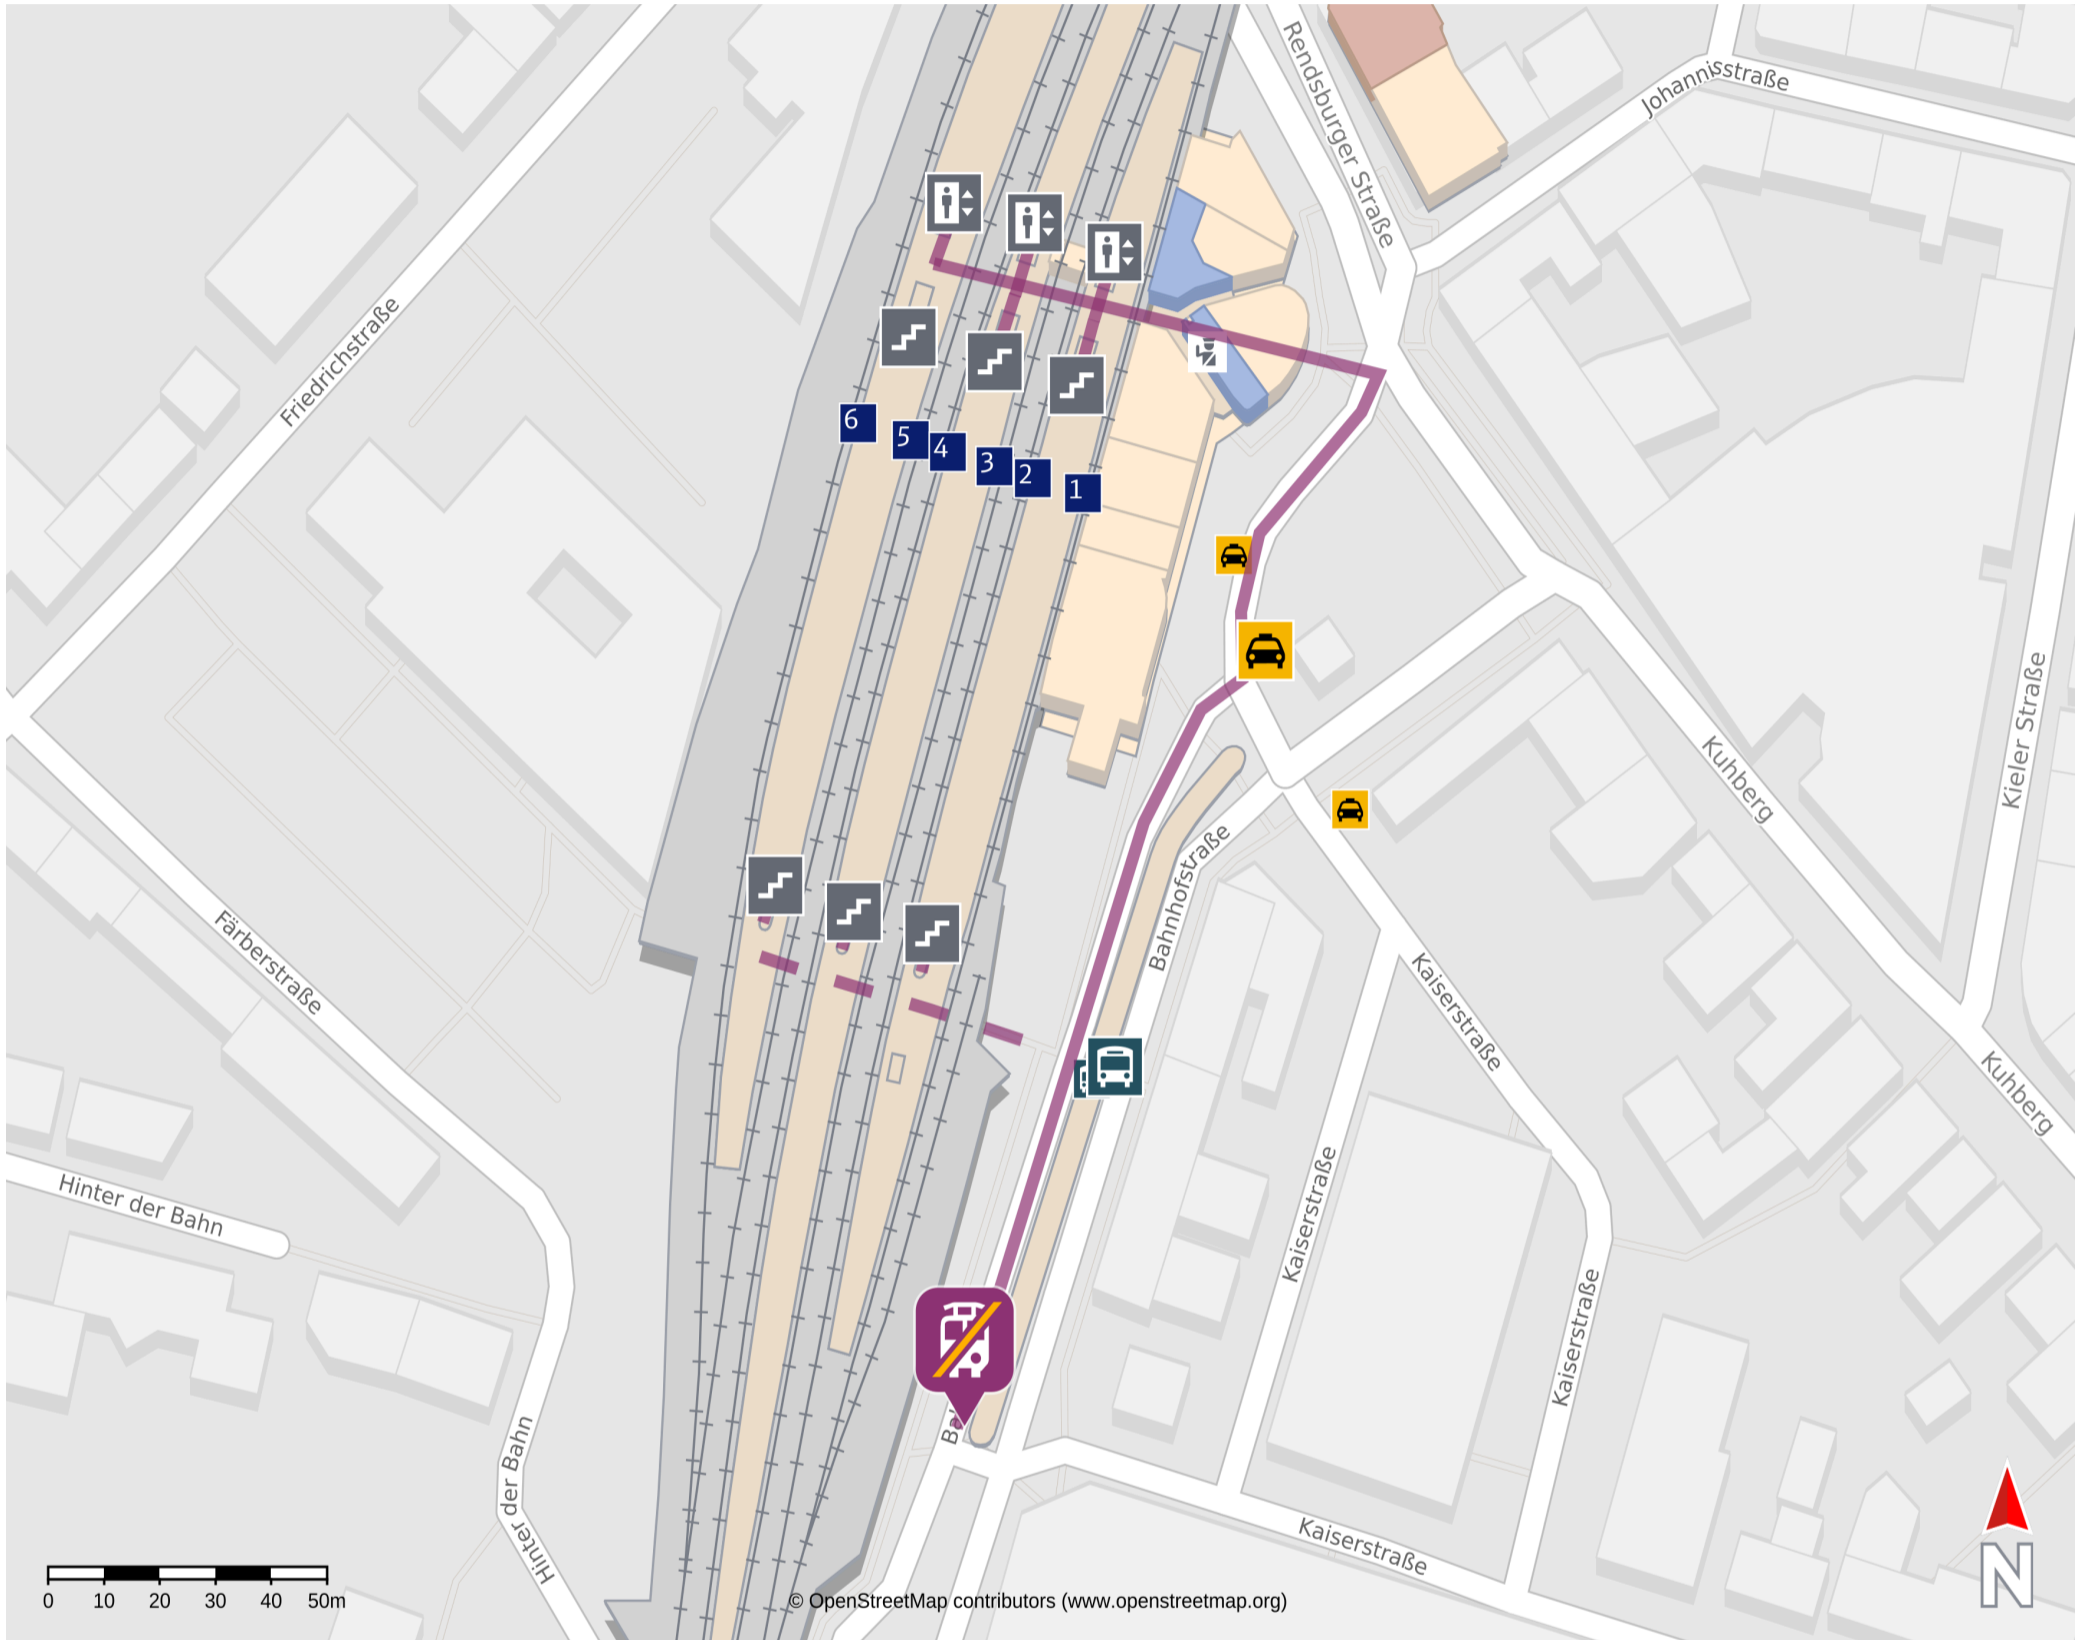 Rendsburger Straße
Johannisstraße
Friedrichstraße
6
5
4
3
2
1
Kieler Straße
Kuhberg
Bahnhofstraße
Färberstraße
Kaiserstraße
Kuhberg
Hinter der Bahn
Kaiserstraße
Kaiserstraße
Hinter der Bahn
Kaiserstraße
N
0 10 20 30 40 50m
© OpenStreetMap contributors (www.openstreetmap.org)